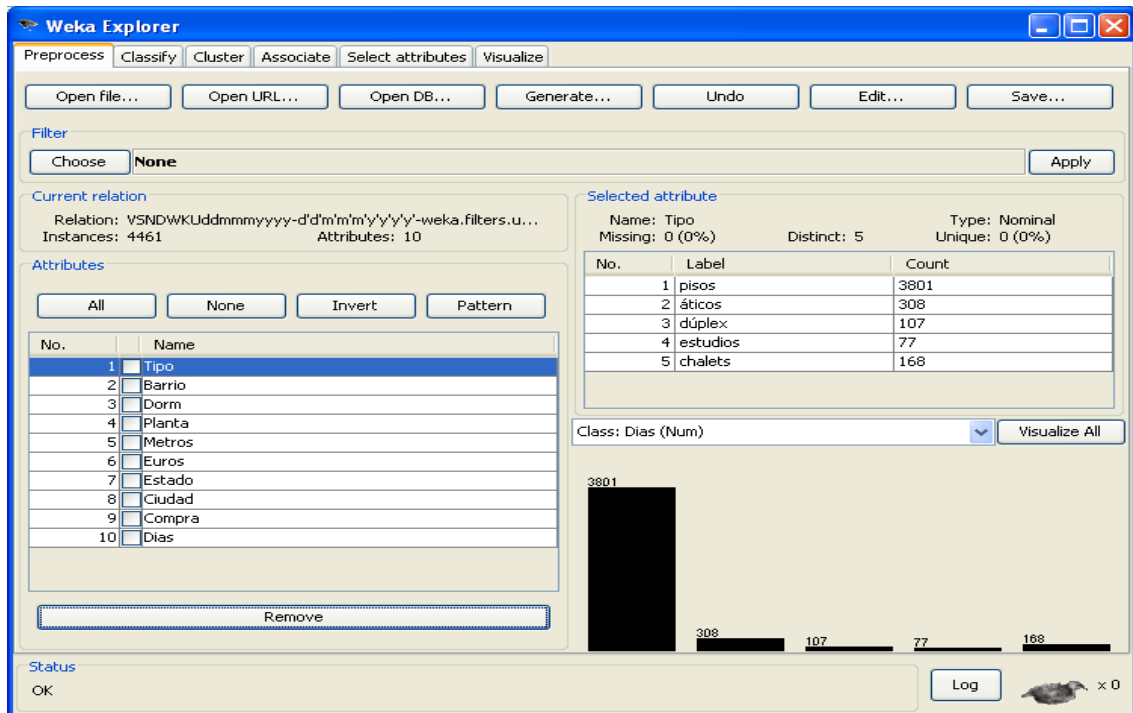 Weka Explorer
Preprocess Classify Cluster Associate Select attributes Visualize
Open file... Open URL... Open DB... Generate... Undo Edit... Save...
Filter
Choose None Apply
Current relation
Relation: VSNDWKUddmmmyyyy-d'd'm'm'm'y'y'y'y'-weka.filters.u...
Instances: 4461 Attributes: 10
Attributes
All None Invert Pattern
No. Name
1 Tipo
2 Barrio
3 Dorm
4 Planta
5 Metros
6 Euros
7 Estado
8 Ciudad
9 Compra
10 Dias
Remove
Selected attribute
Name: Tipo Type: Nominal
Missing: 0 (0%) Distinct: 5 Unique: 0 (0%)
No. Label Count
1 pisos 3801
2 áticos 308
3 dúplex 107
4 estudios 77
5 chalets 168
Class: Dias (Num) Visualize All
3801
308
107
77
168
Status
OK
Log x 0